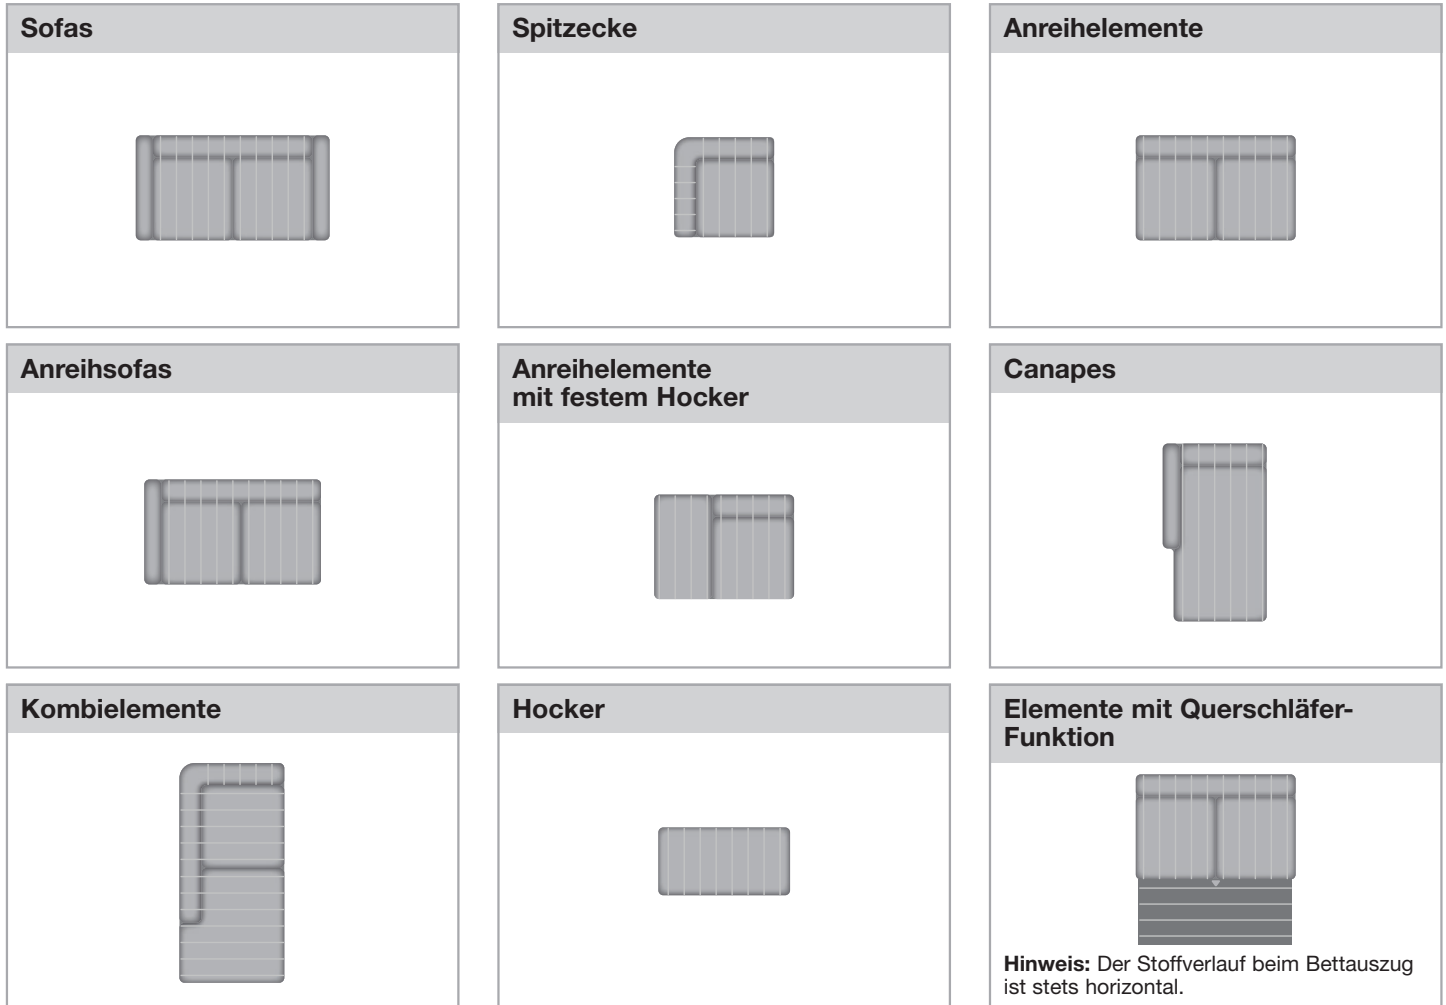 Sofas
Spitzecke
Anreihelemente
Anreihsofas
Anreihelemente
mit festem Hocker
Canapes
Kombielemente
Hocker
Elemente mit Querschläfer-
Funktion
Hinweis: Der Stoffverlauf beim Bettauszug
ist stets horizontal.